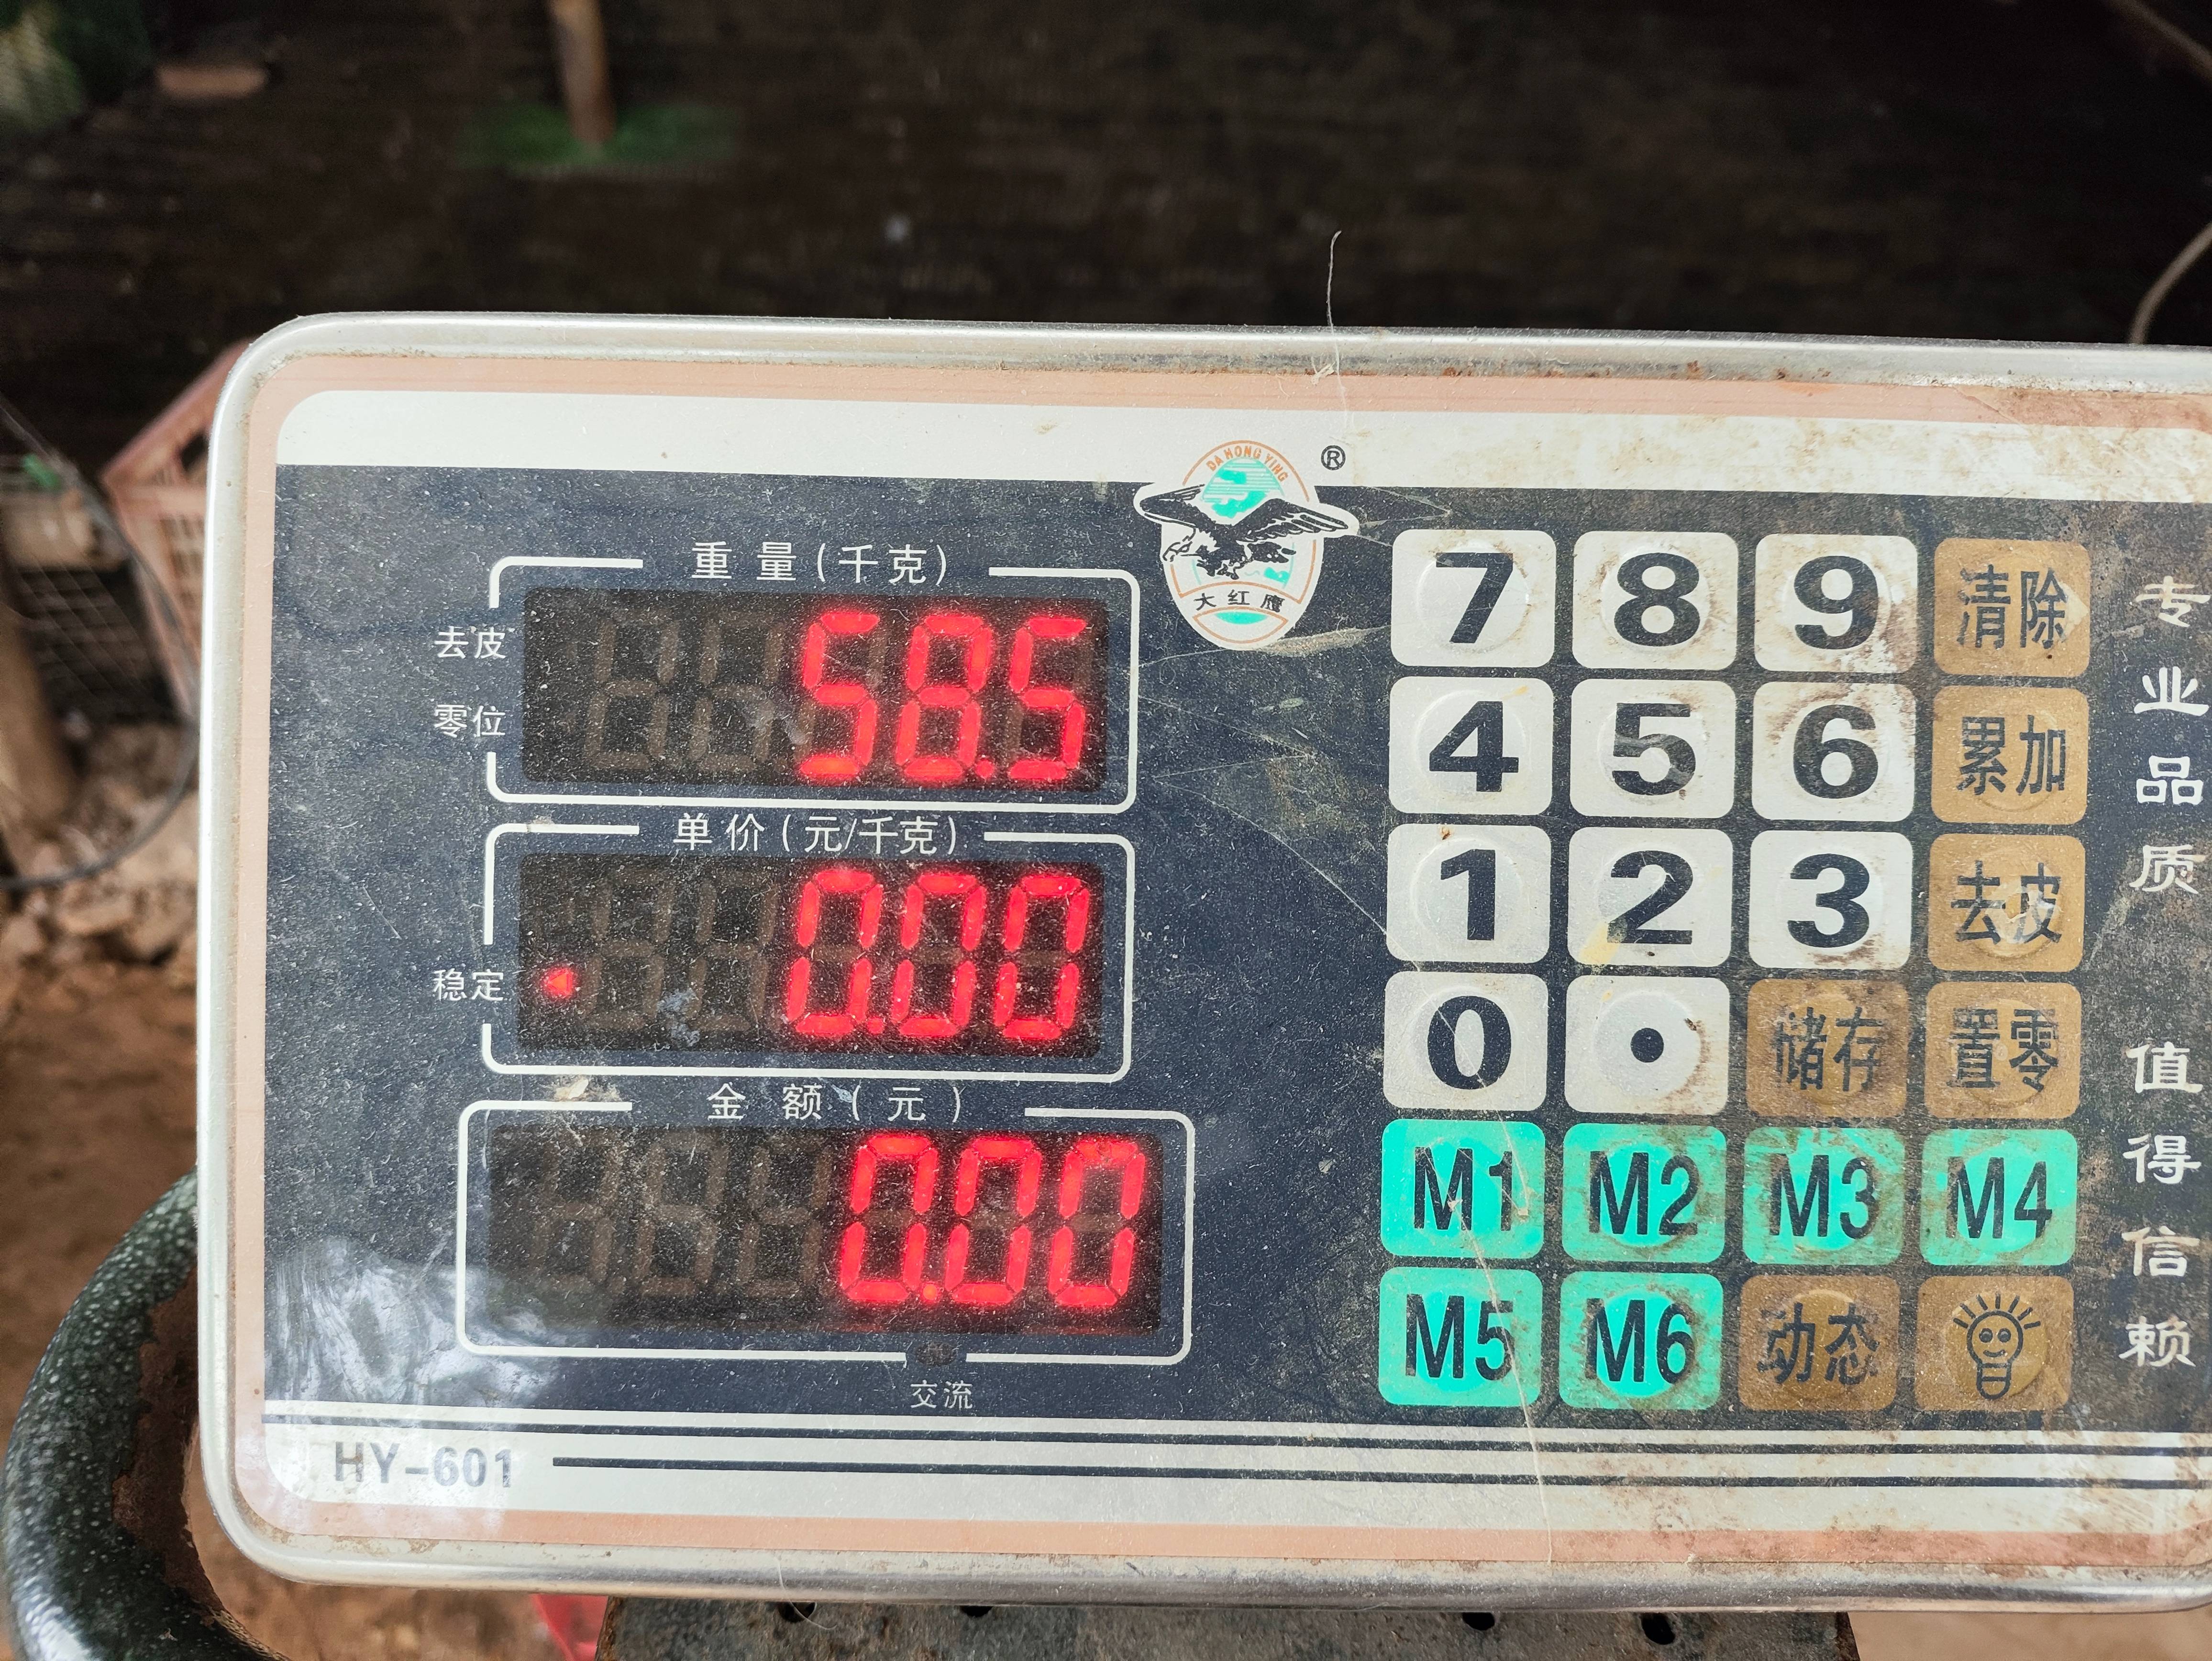 DA HONG YING
®
大红鹰
重量(千克)
去皮
零位
58.5
单价(元/千克)
稳定
0.00
金额(元)
0.00
交流
HY-601
7 8 9 清除
4 5 6 累加
1 2 3 去皮
0 . 储存 置零
M1 M2 M3 M4
M5 M6 动态
专业品质 值得信赖